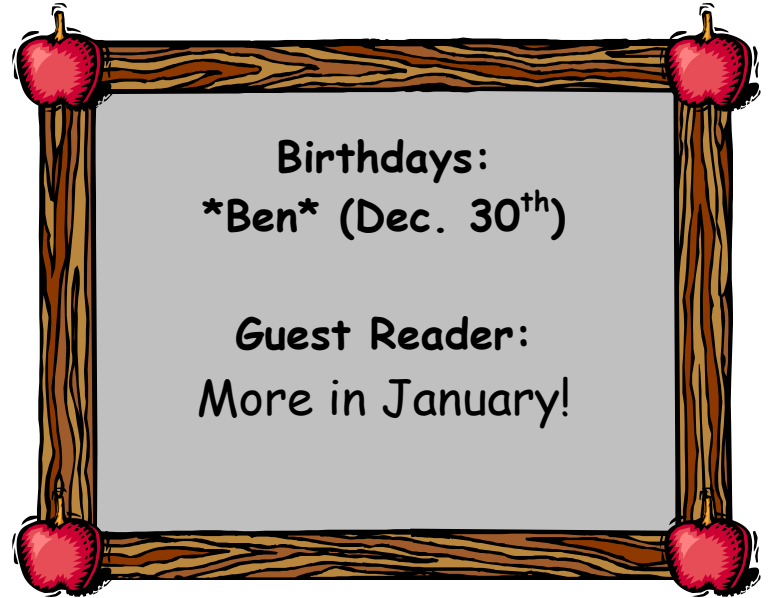 Birthdays:
*Ben* (Dec. 30th)
Guest Reader:
More in January!